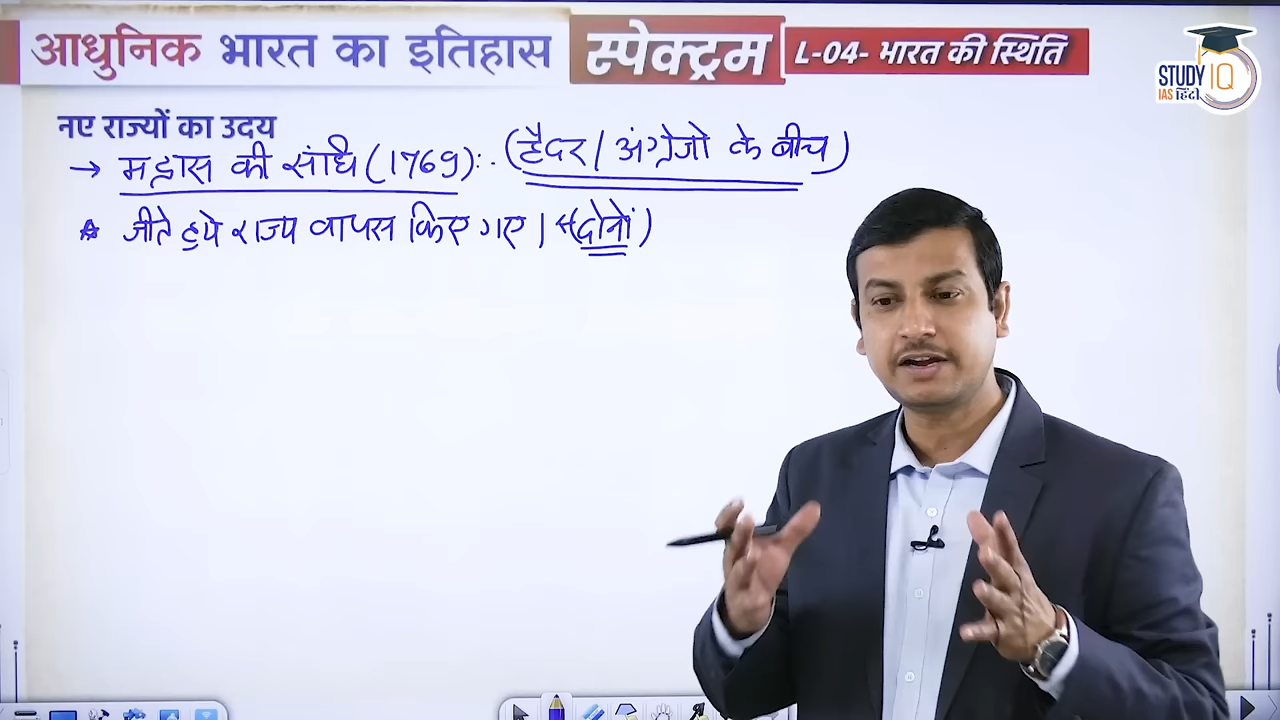 आधुनिक भारत का इतिहास स्पेक्ट्रम L-04- भारत की स्थिति
STUDY IQ
IAS हिंदी
नए राज्यों का उदय
→ मद्रास की संधि (1769):- (हैदर / अंग्रेजो के बीच)
* जीते हुये राज्य वापस किए गए | (दोनों)